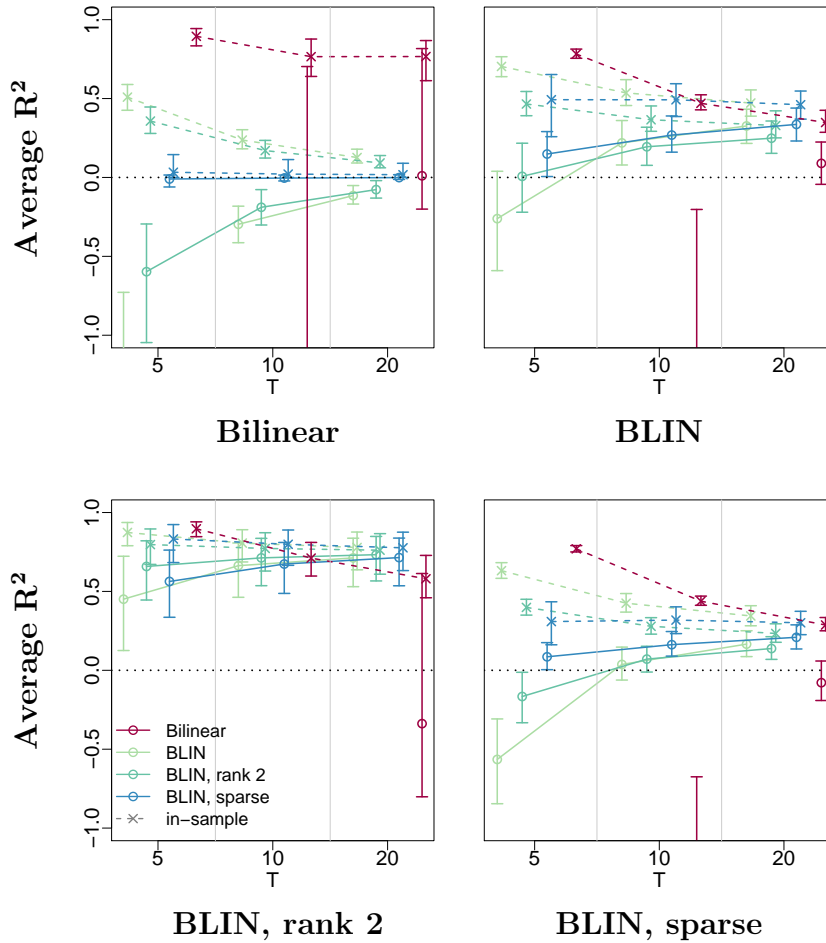 Average R²
1.0
0.5
0.0
−0.5
−1.0
5 10 20
5 10 20
T
T
Bilinear
BLIN
Average R²
1.0
0.5
0.0
−0.5
−1.0
Bilinear
BLIN
BLIN, rank 2
BLIN, sparse
in−sample
5 10 20
5 10 20
T
T
BLIN, rank 2
BLIN, sparse